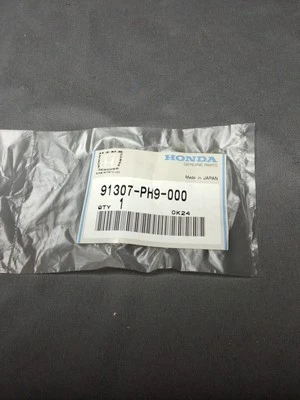 HONDA
GENUINE PARTS
Made in JAPAN
91307-PH9-000
QTY 1
OK24